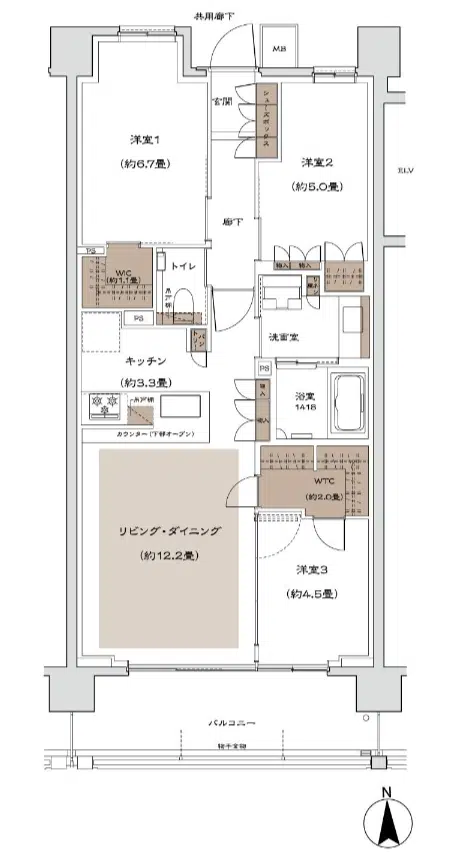 共用廊下
MB
玄関
シューズボックス
洋室1
(約6.7畳)
洋室2
(約5.0畳)
ELV
廊下
PS
WIC
(約1.1畳)
トイレ
吊戸棚
物入
物入
PS
洗面室
パントリー
キッチン
(約3.3畳)
吊戸棚
カウンター(下部オープン)
PS
物入
物入
浴室
1418
WTC
(約2.0畳)
リビング・ダイニング
(約12.2畳)
洋室3
(約4.5畳)
バルコニー
物干金物
N